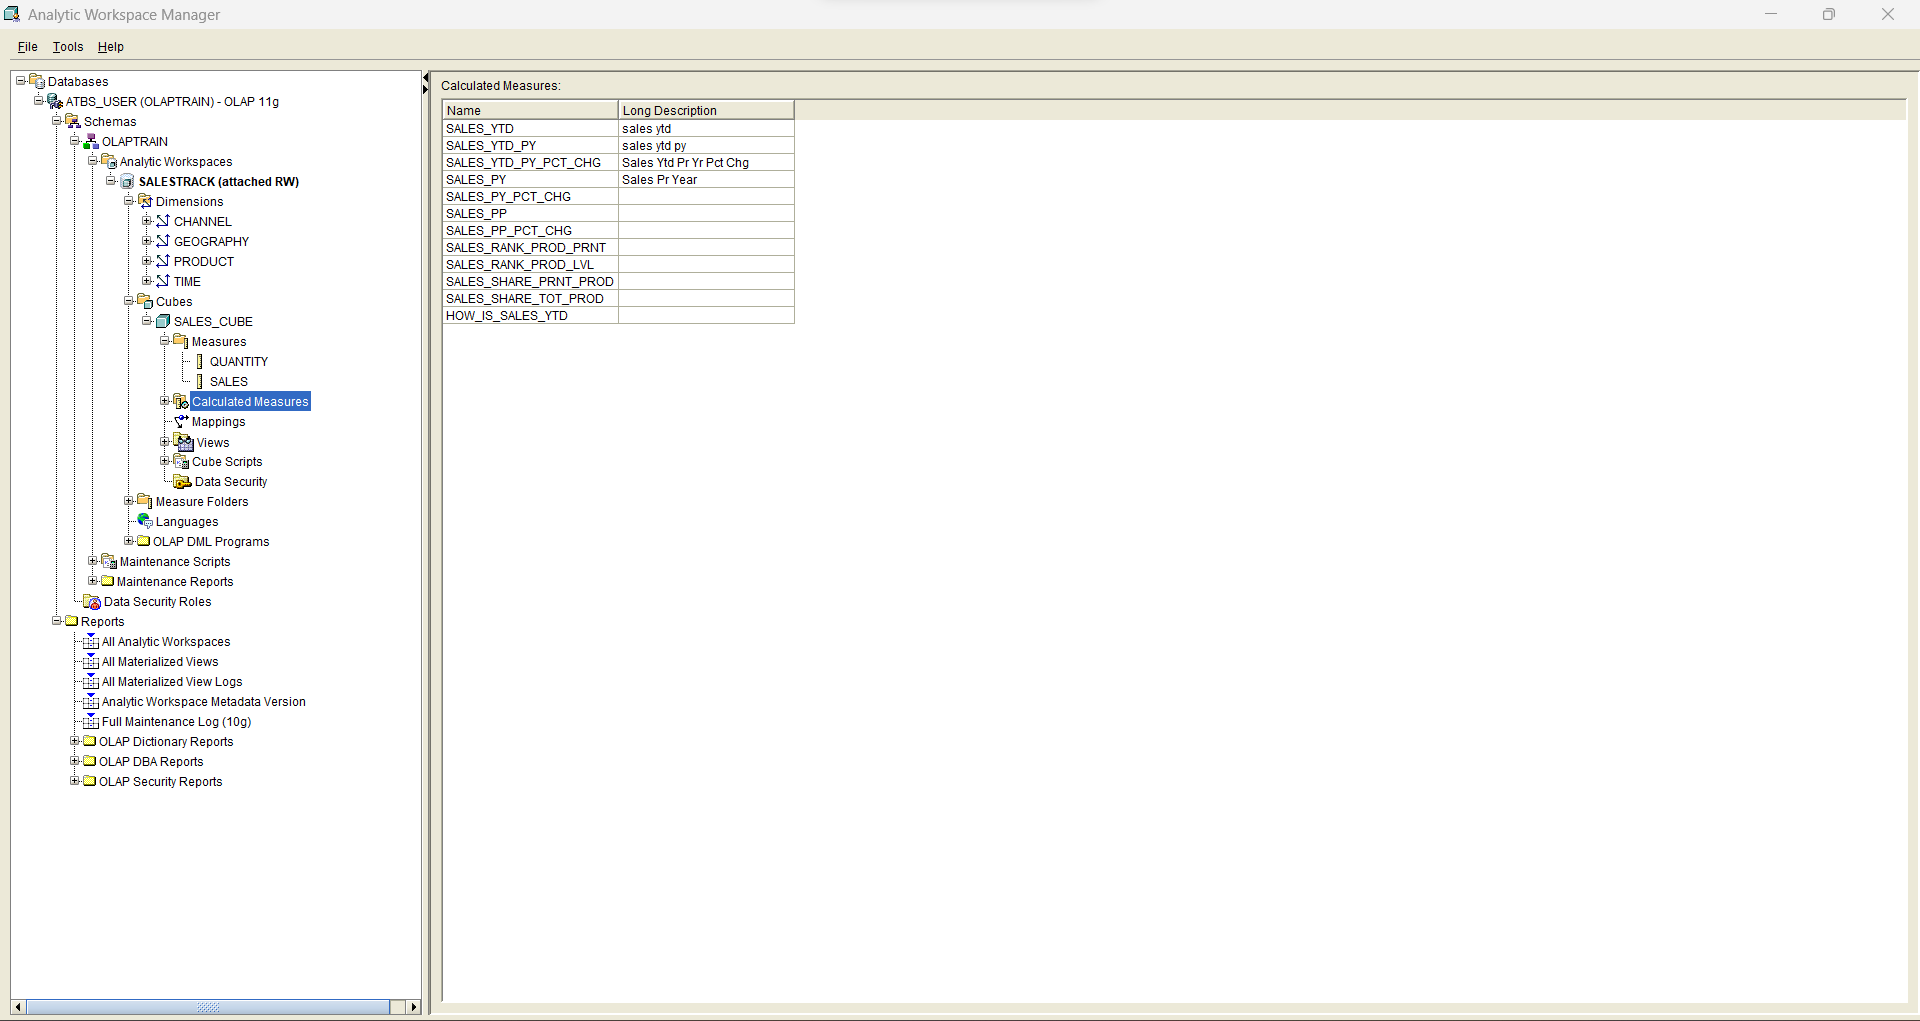 Analytic Workspace Manager
File Tools Help
Databases
ATBS_USER (OLAPTRAIN) - OLAP 11g
Schemas
OLAPTRAIN
Analytic Workspaces
SALESTRACK (attached RW)
Dimensions
CHANNEL
GEOGRAPHY
PRODUCT
TIME
Cubes
SALES_CUBE
Measures
QUANTITY
SALES
Calculated Measures
Mappings
Views
Cube Scripts
Data Security
Measure Folders
Languages
OLAP DML Programs
Maintenance Scripts
Maintenance Reports
Data Security Roles
Reports
All Analytic Workspaces
All Materialized Views
All Materialized View Logs
Analytic Workspace Metadata Version
Full Maintenance Log (10g)
OLAP Dictionary Reports
OLAP DBA Reports
OLAP Security Reports
Calculated Measures:
Name Long Description
SALES_YTD sales ytd
SALES_YTD_PY sales ytd py
SALES_YTD_PY_PCT_CHG Sales Ytd Pr Yr Pct Chg
SALES_PY Sales Pr Year
SALES_PY_PCT_CHG
SALES_PP
SALES_PP_PCT_CHG
SALES_RANK_PROD_PRNT
SALES_RANK_PROD_LVL
SALES_SHARE_PRNT_PROD
SALES_SHARE_TOT_PROD
HOW_IS_SALES_YTD